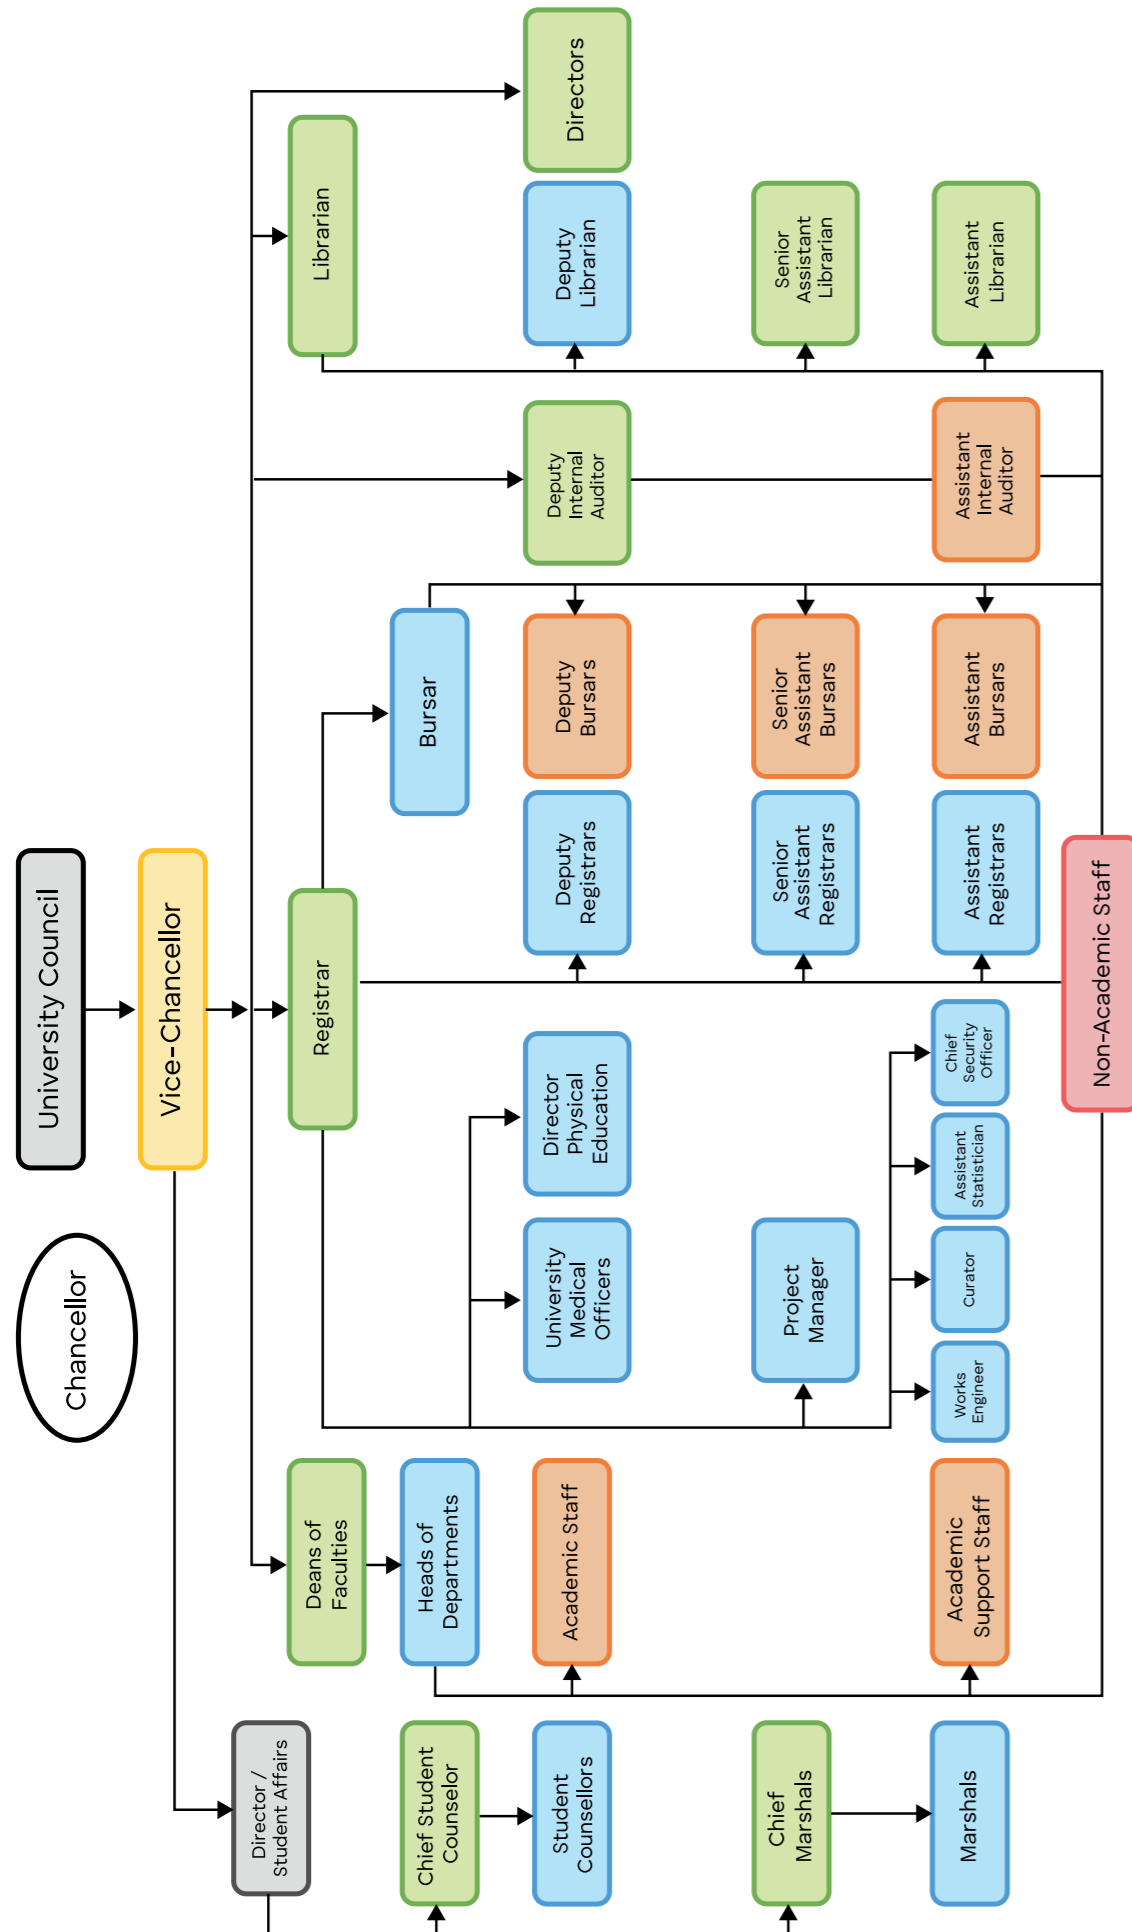 Chancellor
University Council
Vice-Chancellor
Director /
Student Affairs
Deans of
Faculties
Registrar
Librarian
Chief Student
Counselor
Heads of
Departments
Bursar
Student
Counsellors
Academic Staff
University
Medical
Officers
Director
Physical
Education
Deputy
Registrars
Deputy
Bursars
Deputy
Internal
Auditor
Deputy
Librarian
Directors
Chief
Marshals
Project
Manager
Senior
Assistant
Registrars
Senior
Assistant
Bursars
Senior
Assistant
Librarian
Marshals
Academic
Support Staff
Works
Engineer
Curator
Assistant
Statistician
Chief
Security
Officer
Assistant
Registrars
Assistant
Bursars
Assistant
Internal
Auditor
Assistant
Librarian
Non-Academic Staff